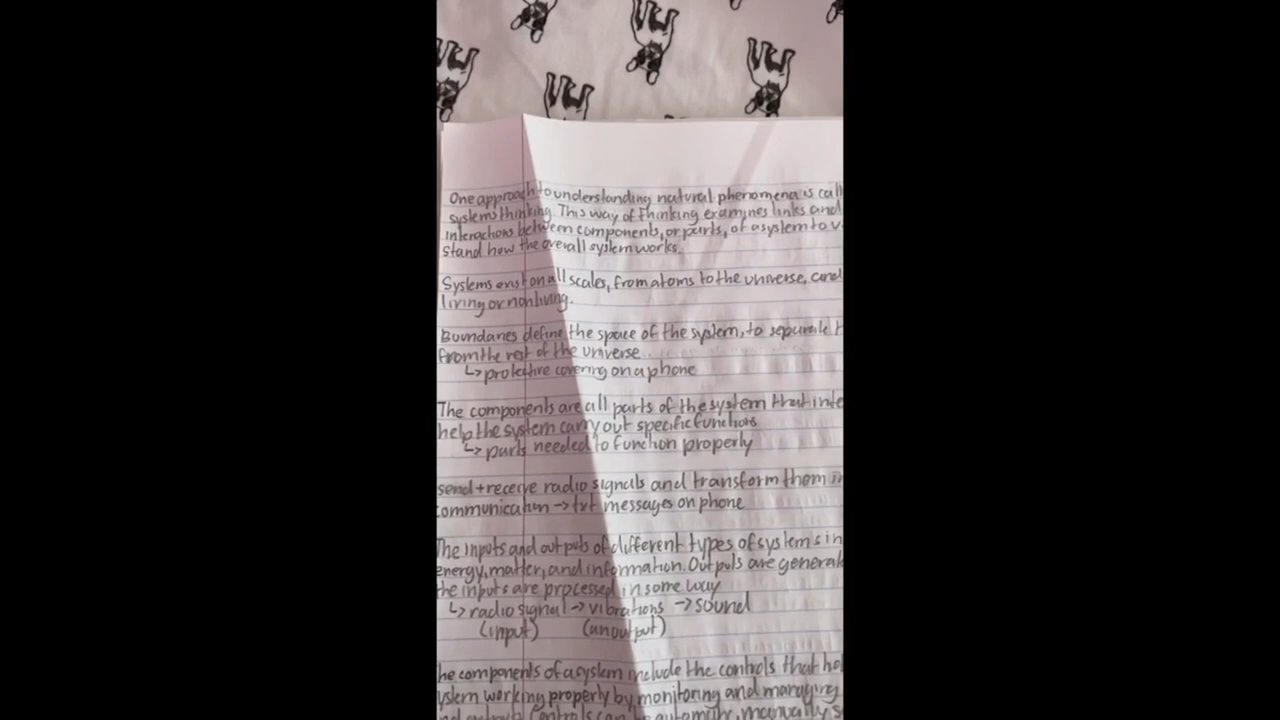 One approach to understanding natural phenomena is call
systems thinking. This way of thinking examines links and
interactions between components, or parts, of a system to u
stand how the overall system works.
Systems exist on all scales, from atoms to the universe, and
living or nonliving.
Boundaries define the space of the system, to separate t
from the rest of the universe.
↳ protective covering on a phone
The components are all parts of the system that inte
help the system carry out specific functions
↳ parts needed to function properly
send + receive radio signals and transform them in
communication → txt messages on phone
The inputs and outputs of different types of systems in
energy, matter, and information. Outputs are general
the inputs are processed in some way
↳ radio signal → vibrations → sound
(input) (an output)
he components of a system include the controls that hel
ystem working properly by monitoring and managing
controls can automatic, manually s